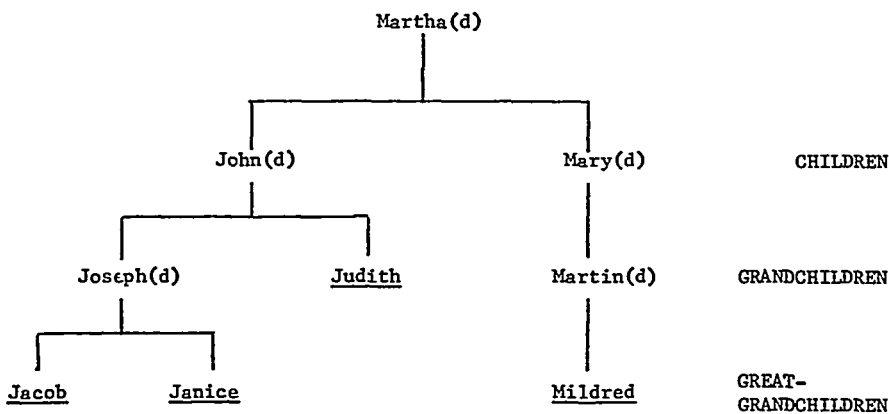 Martha(d)
John(d) Mary(d) CHILDREN
Joseph(d) Judith Martin(d) GRANDCHILDREN
Jacob Janice Mildred GREAT-
GRANDCHILDREN